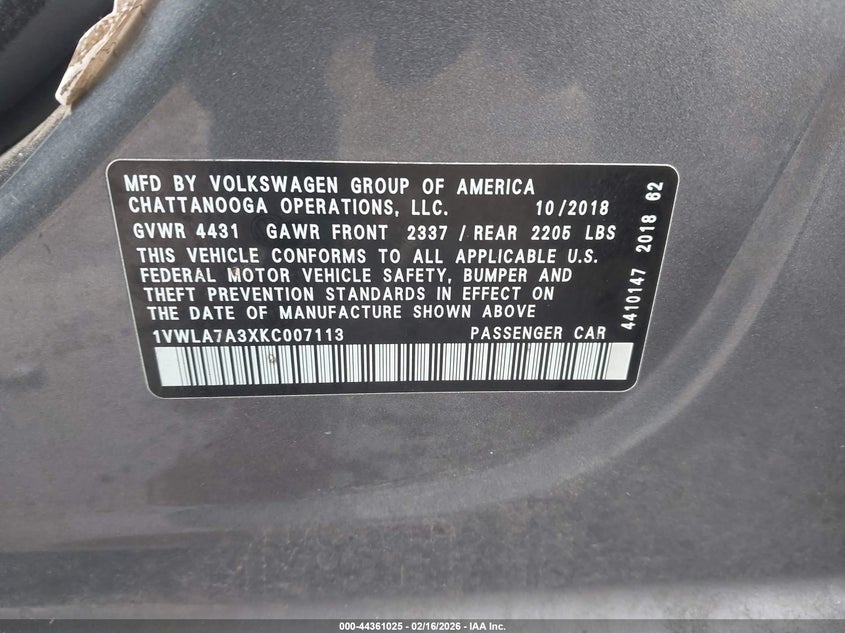 MFD BY VOLKSWAGEN GROUP OF AMERICA
CHATTANOOGA OPERATIONS, LLC. 10/2018
GVWR 4431 GAWR FRONT 2337 / REAR 2205 LBS
THIS VEHICLE CONFORMS TO ALL APPLICABLE U.S.
FEDERAL MOTOR VEHICLE SAFETY, BUMPER AND
THEFT PREVENTION STANDARDS IN EFFECT ON
THE DATE OF MANUFACTURE SHOWN ABOVE
1VWLA7A3XKC007113 PASSENGER CAR
4410147 2018 62
000-44361025 - 02/16/2026 - IAA Inc.